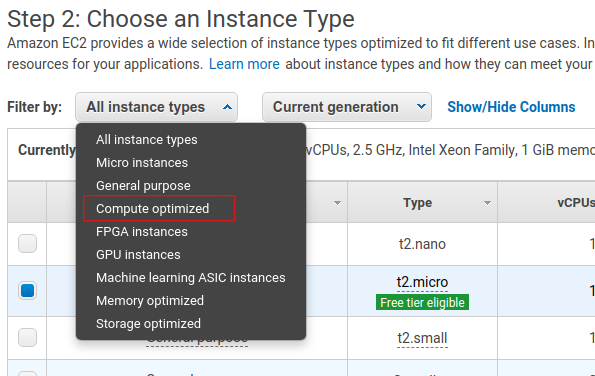 Step 2: Choose an Instance Type
Amazon EC2 provides a wide selection of instance types optimized to fit different use cases. In
resources for your applications. Learn more about instance types and how they can meet your
Filter by: All instance types Current generation Show/Hide Columns
All instance types
Currently vCPUs, 2.5 GHz, Intel Xeon Family, 1 GiB memo
Micro instances
General purpose
Compute optimized
Type vCPUs
FPGA instances
t2.nano 1
GPU instances
Machine learning ASIC instances
t2.micro 1
Memory optimized
Free tier eligible
Storage optimized
General purpose t2.small 1